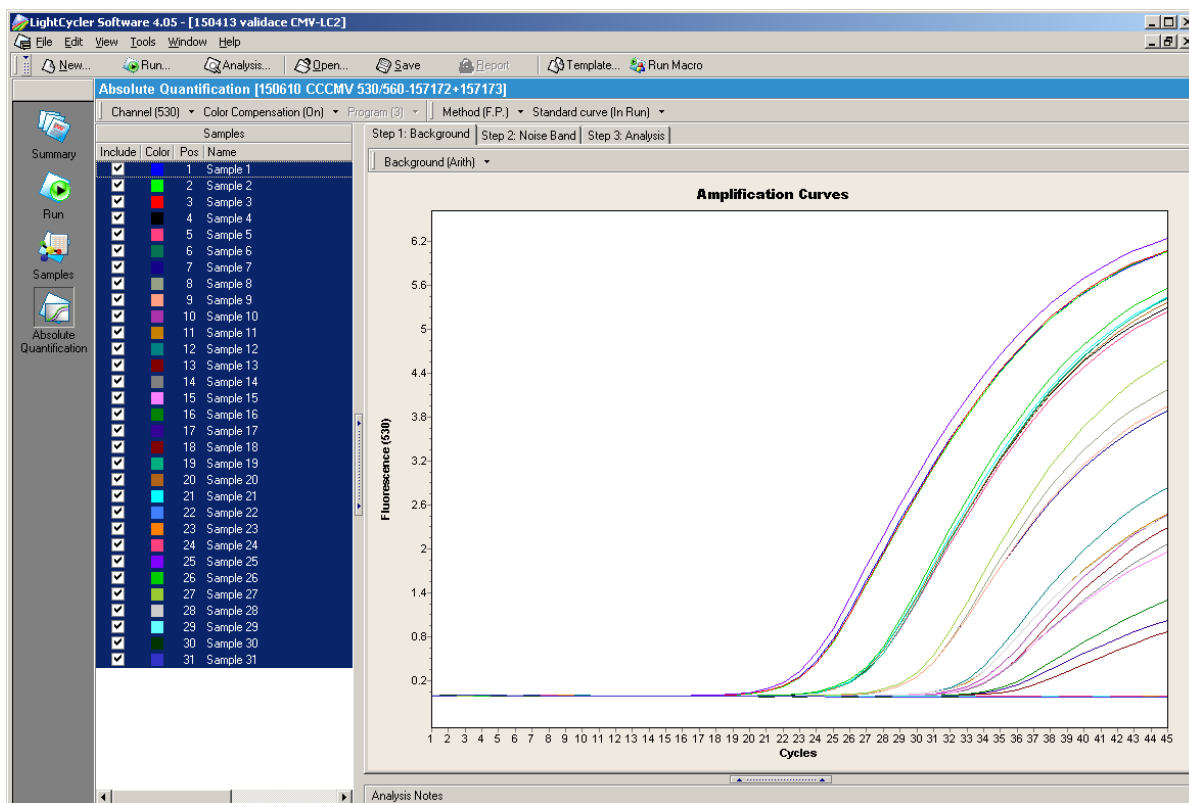 LightCycler Software 4.05 - [150413 validace CMV-LC2]
File Edit View Tools Window Help
New... Run... Analysis... Open... Save Report Template... Run Macro
Absolute Quantification [150610 CCCMV 530/560-157172+157173]
Channel (530) Color Compensation (On) Program (3) Method (F.P.) Standard curve (In Run)
Summary
Run
Samples
Absolute
Quantification
Samples
Include Color Pos Name
1 Sample 1
2 Sample 2
3 Sample 3
4 Sample 4
5 Sample 5
6 Sample 6
7 Sample 7
8 Sample 8
9 Sample 9
10 Sample 10
11 Sample 11
12 Sample 12
13 Sample 13
14 Sample 14
15 Sample 15
16 Sample 16
17 Sample 17
18 Sample 18
19 Sample 19
20 Sample 20
21 Sample 21
22 Sample 22
23 Sample 23
24 Sample 24
25 Sample 25
26 Sample 26
27 Sample 27
28 Sample 28
29 Sample 29
30 Sample 30
31 Sample 31
Step 1: Background Step 2: Noise Band Step 3: Analysis
Background (Arith)
Amplification Curves
Fluorescence (530)
6.2
5.6
5
4.4
3.8
3.2
2.6
2
1.4
0.8
0.2
1 2 3 4 5 6 7 8 9 10 11 12 13 14 15 16 17 18 19 20 21 22 23 24 25 26 27 28 29 30 31 32 33 34 35 36 37 38 39 40 41 42 43 44 45
Cycles
Analysis Notes